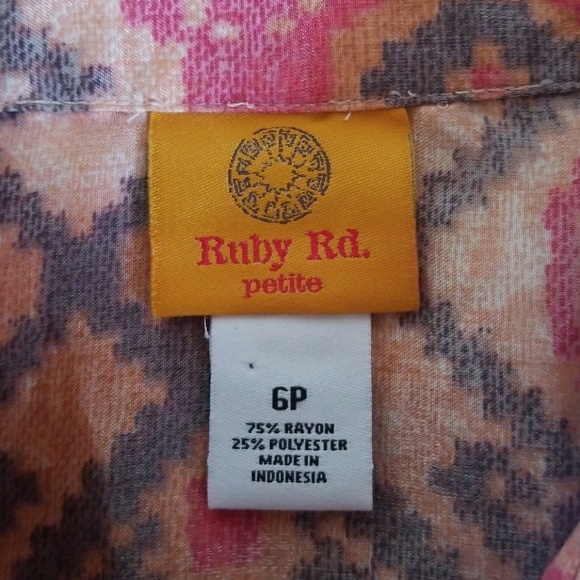 Ruby Rd.
petite
6P
75% RAYON
25% POLYESTER
MADE IN
INDONESIA